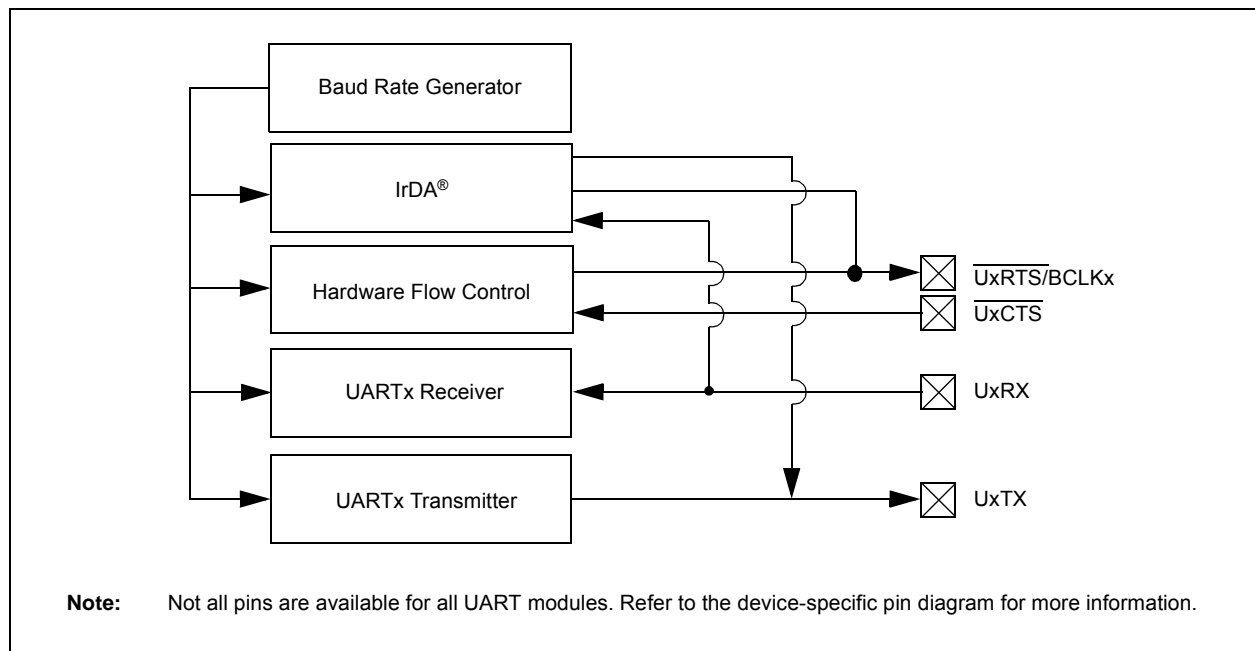 Baud Rate Generator
IrDA®
Hardware Flow Control
UxRTS/BCLKx
UxCTS
UARTx Receiver
UxRX
UARTx Transmitter
UxTX
Note: Not all pins are available for all UART modules. Refer to the device-specific pin diagram for more information.